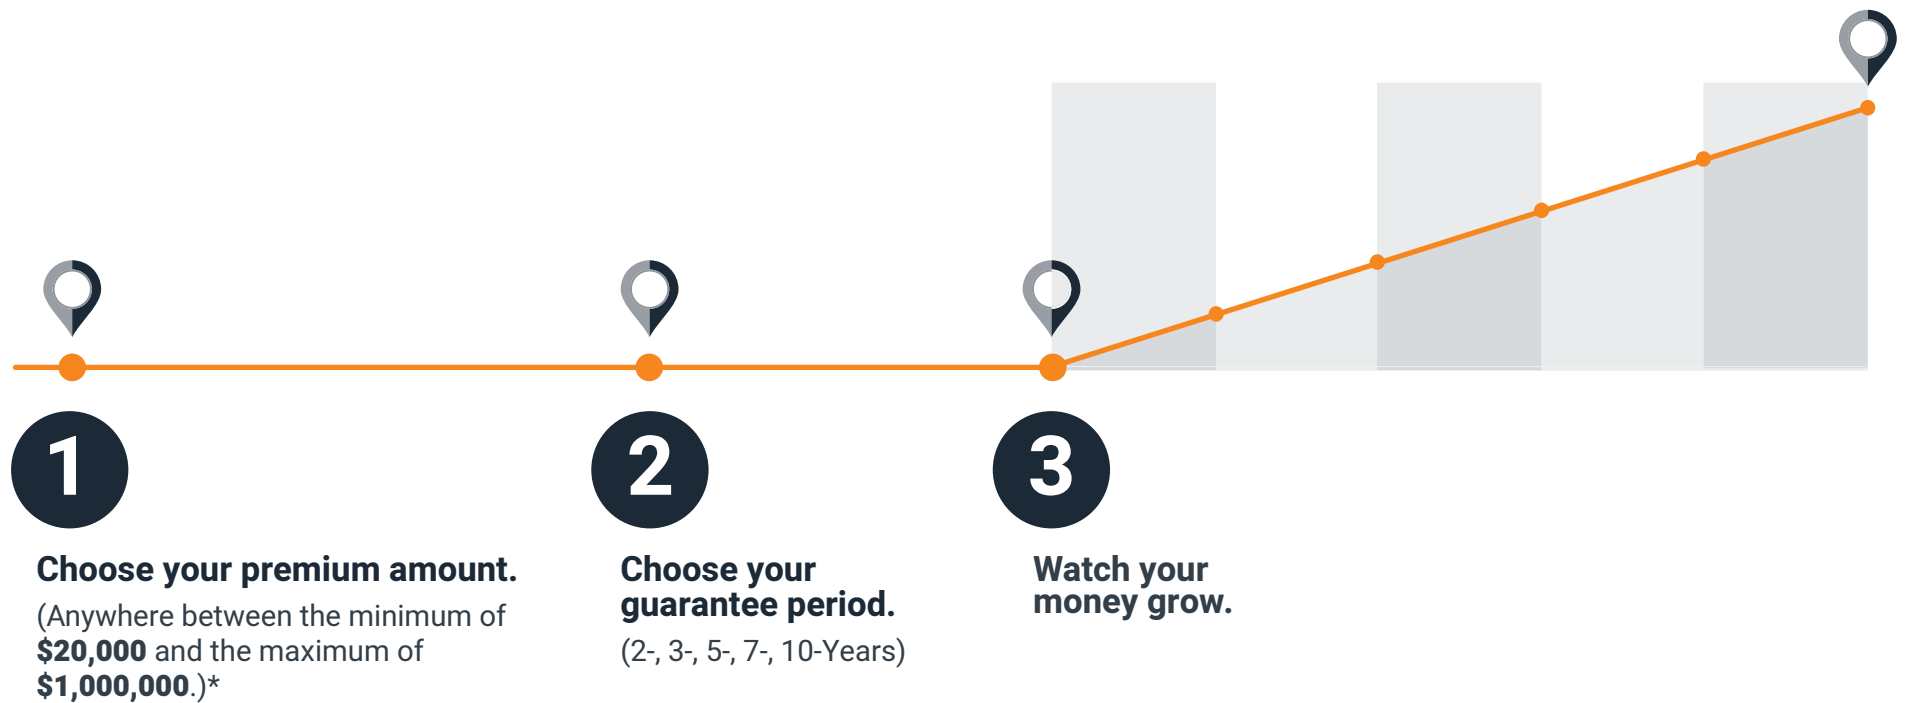 1
Choose your premium amount.
(Anywhere between the minimum of
$20,000 and the maximum of
$1,000,000.)*
2
Choose your
guarantee period.
(2-, 3-, 5-, 7-, 10-Years)
3
Watch your
money grow.